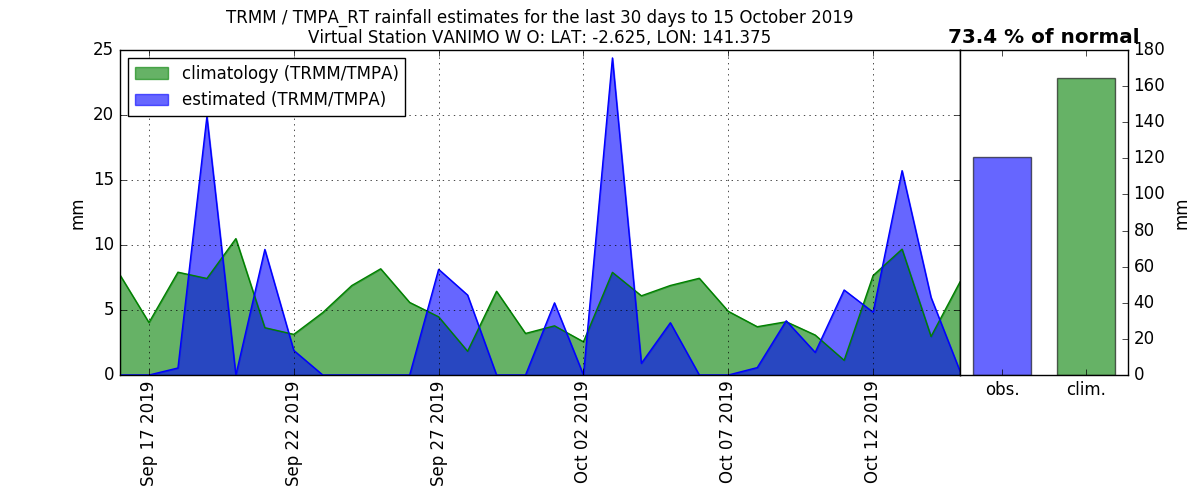 TRMM / TMPA_RT rainfall estimates for the last 30 days to 15 October 2019
Virtual Station VANIMO W O: LAT: -2.625, LON: 141.375
73.4 % of normal
climatology (TRMM/TMPA)
estimated (TRMM/TMPA)
25
20
15
10
5
0
mm
Sep 17 2019
Sep 22 2019
Sep 27 2019
Oct 02 2019
Oct 07 2019
Oct 12 2019
180
160
140
120
100
80
60
40
20
0
mm
obs.
clim.